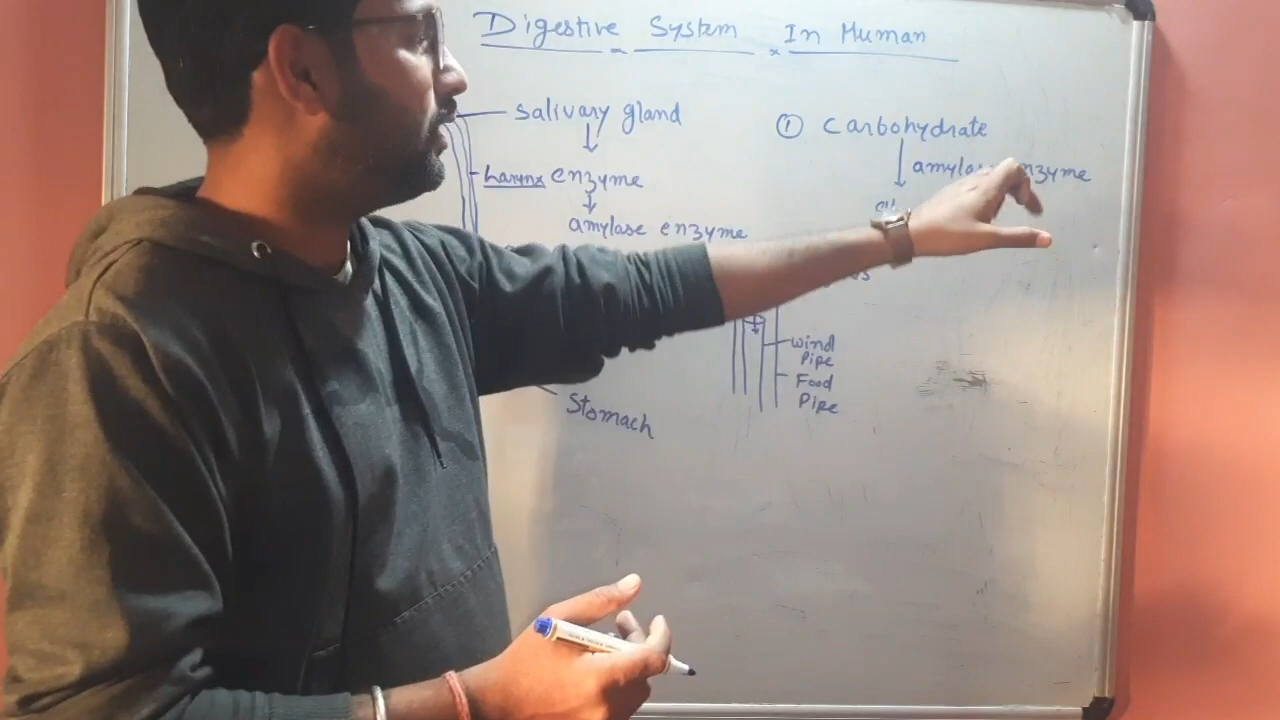 Digestive System In Human
Salivary gland
Larynx enzyme
amylase enzyme
① Carbohydrate
Wind
Pipe
Food
Pipe
Stomach